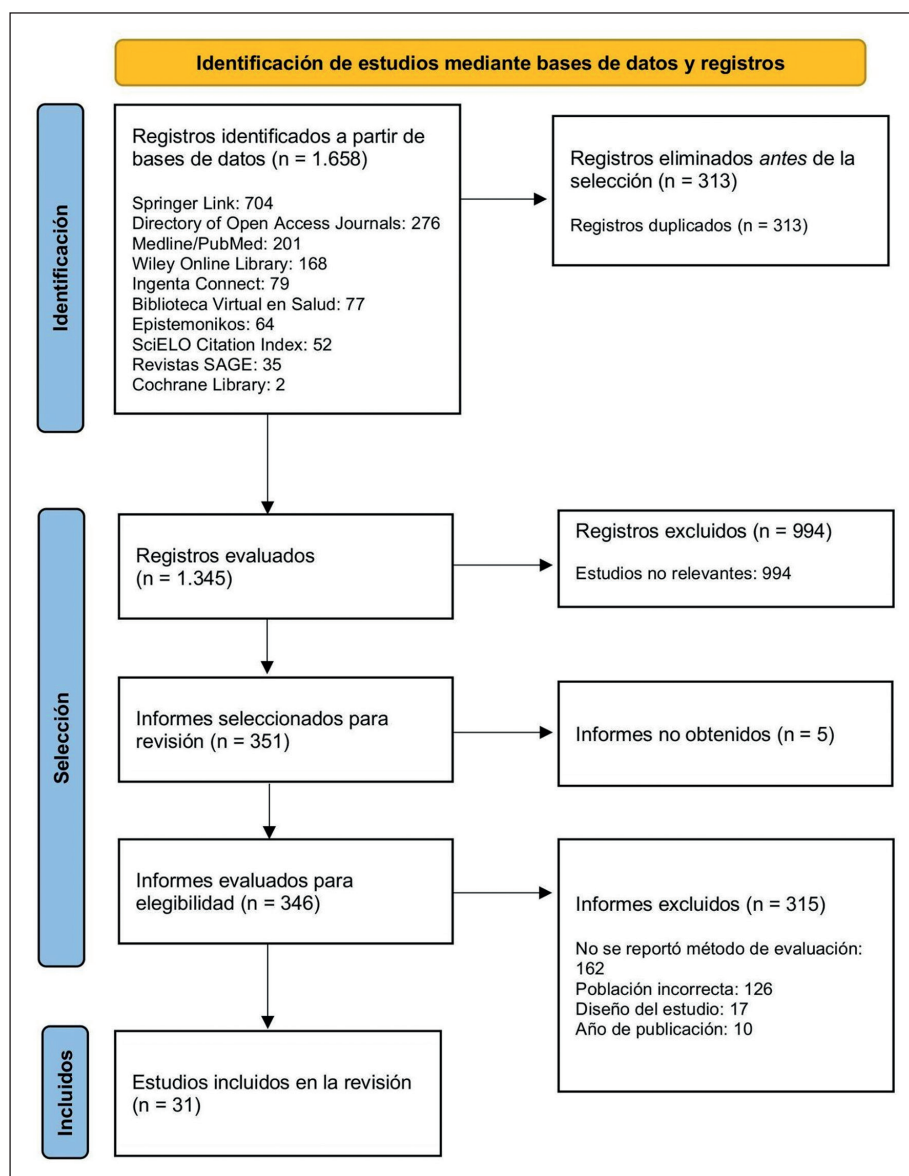 Identificación de estudios mediante bases de datos y registros
Identificación
Registros identificados a partir de
bases de datos (n = 1.658)
Springer Link: 704
Directory of Open Access Journals: 276
Medline/PubMed: 201
Wiley Online Library: 168
Ingenta Connect: 79
Biblioteca Virtual en Salud: 77
Epistemonikos: 64
SciELO Citation Index: 52
Revistas SAGE: 35
Cochrane Library: 2
Registros eliminados antes de la
selección (n = 313)
Registros duplicados (n = 313)
Selección
Registros evaluados
(n = 1.345)
Registros excluidos (n = 994)
Estudios no relevantes: 994
Informes seleccionados para
revisión (n = 351)
Informes no obtenidos (n = 5)
Informes evaluados para
elegibilidad (n = 346)
Informes excluidos (n = 315)
No se reportó método de evaluación:
162
Población incorrecta: 126
Diseño del estudio: 17
Año de publicación: 10
Incluidos
Estudios incluidos en la revisión
(n = 31)